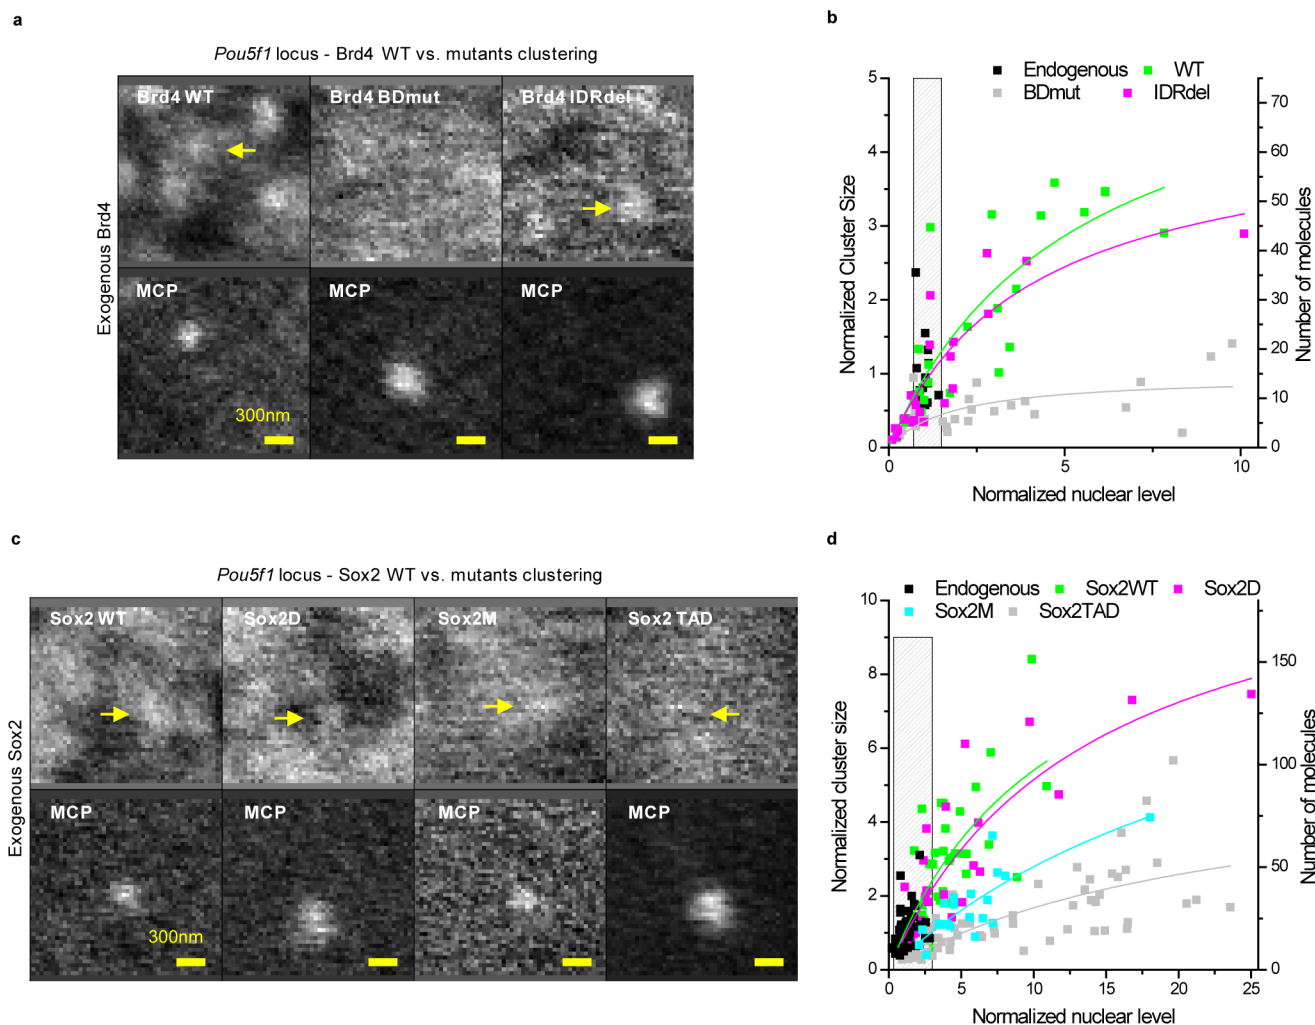 a
Pou5f1 locus - Brd4 WT vs. mutants clustering
Exogenous Brd4
Brd4 WT
Brd4 BDmut
Brd4 IDRdel
MCP
MCP
MCP
300nm
b
Endogenous
WT
BDmut
IDRdel
Normalized Cluster Size
5
4
3
2
1
0
Number of molecules
70
60
50
40
30
20
10
0
0
5
10
Normalized nuclear level
c
Pou5f1 locus - Sox2 WT vs. mutants clustering
Exogenous Sox2
Sox2 WT
Sox2D
Sox2M
Sox2 TAD
MCP
MCP
MCP
MCP
300nm
d
Endogenous
Sox2WT
Sox2D
Sox2M
Sox2TAD
Normalized cluster size
10
8
6
4
2
0
Number of molecules
150
100
50
0
0
5
10
15
20
25
Normalized nuclear level